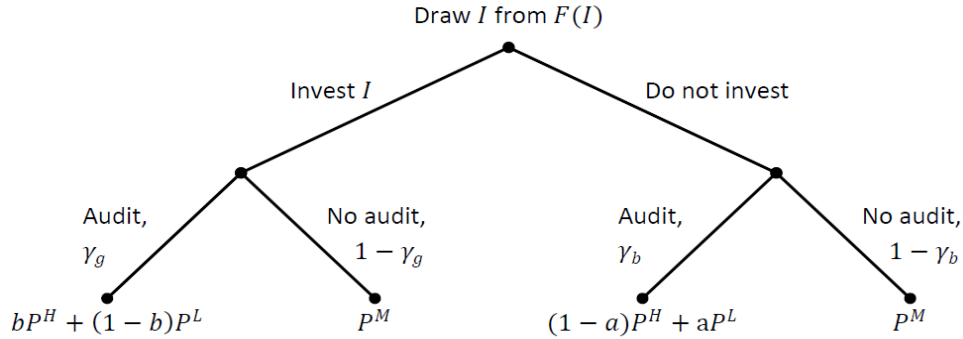 Draw 𝐼 from 𝐹(𝐼)
Invest 𝐼
Do not invest
Audit,
γ_g
No audit,
1 − γ_g
Audit,
γ_b
No audit,
1 − γ_b
bP^H + (1 − b)P^L
P^M
(1 − a)P^H + aP^L
P^M